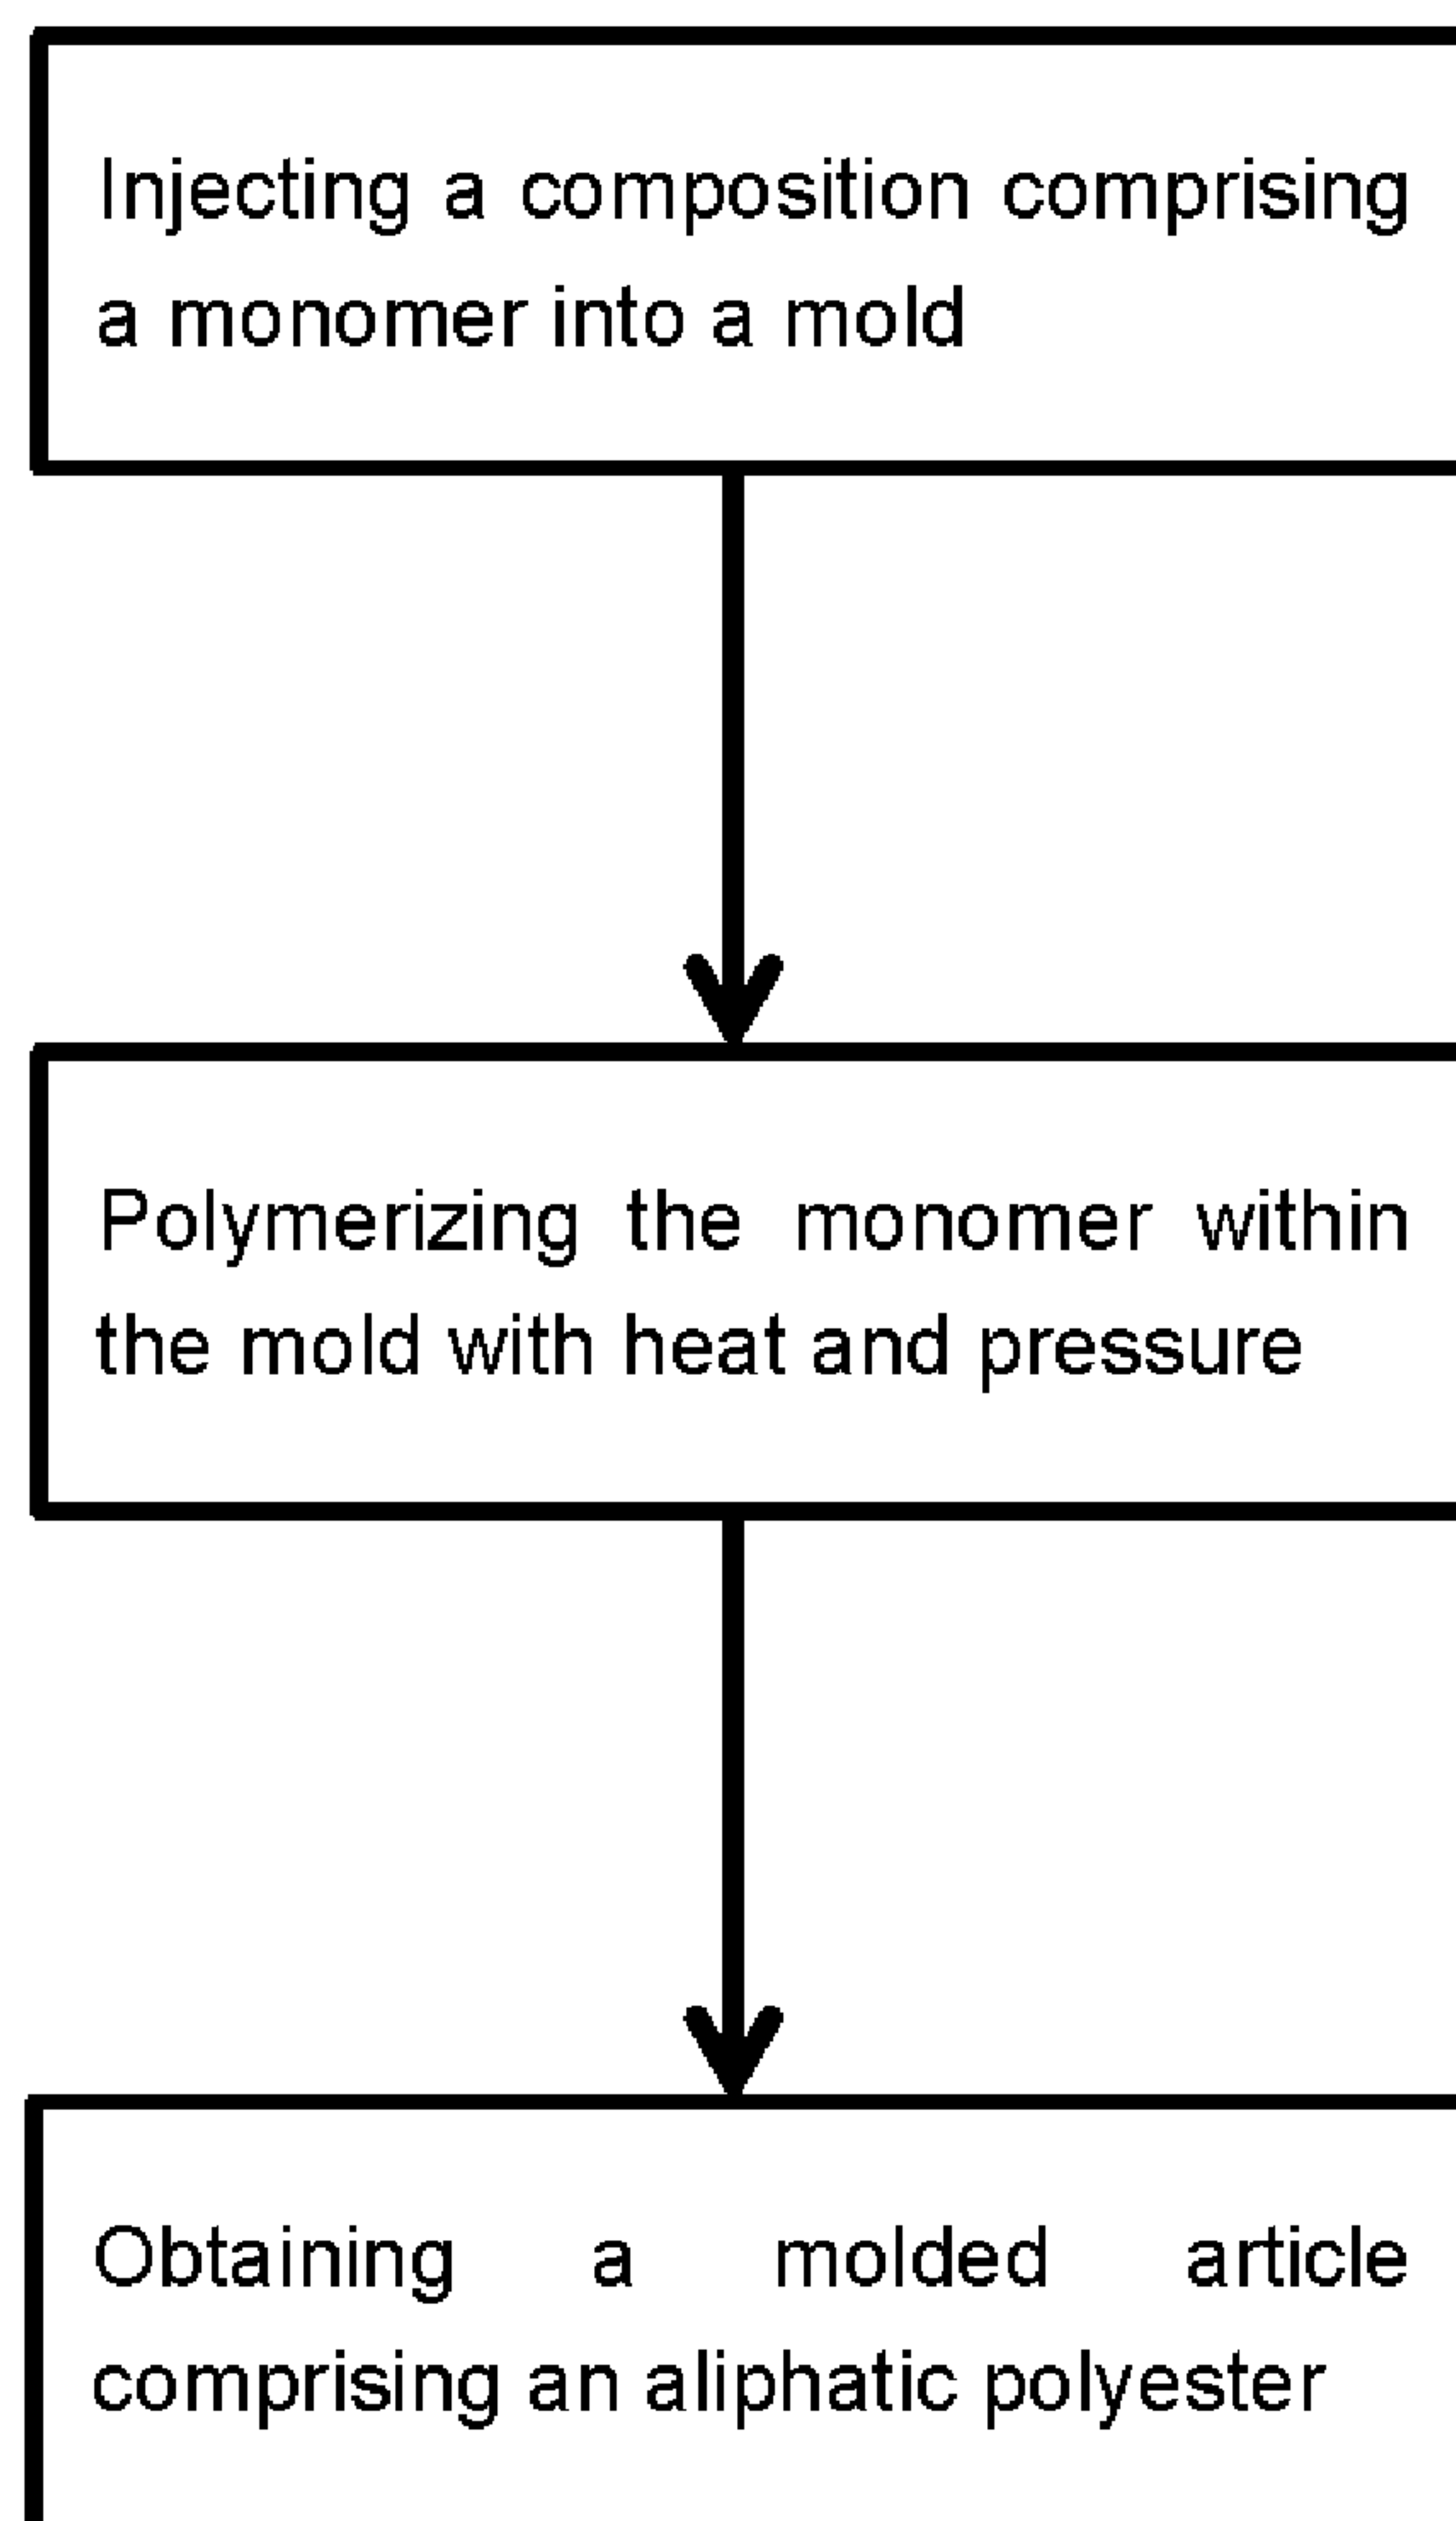 Injecting a composition comprising
a monomer into a mold
Polymerizing the monomer within
the mold with heat and pressure
Obtaining a molded article
comprising an aliphatic polyester